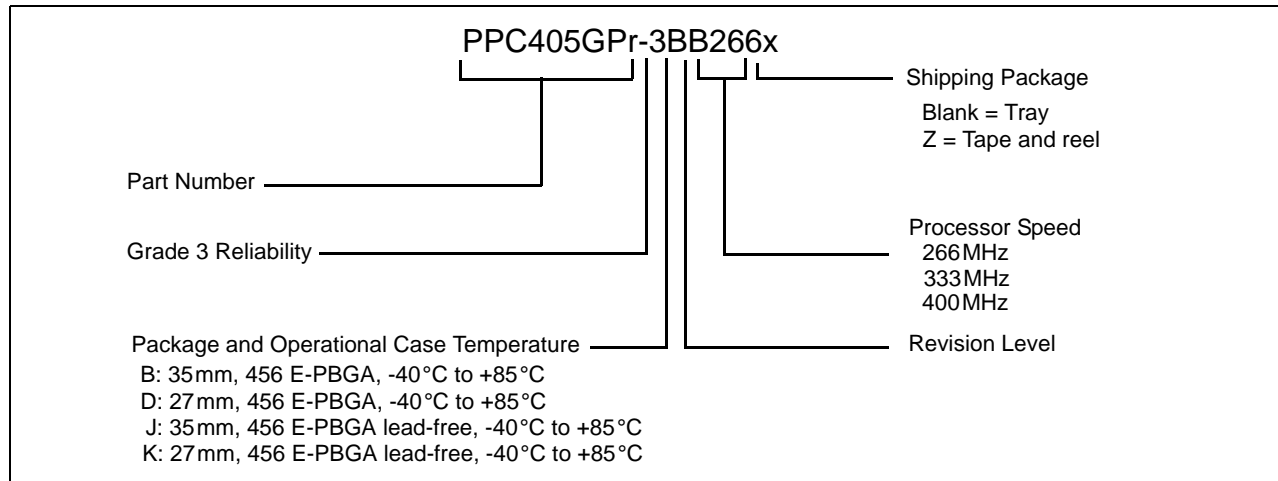 PPC405GPr-3BB266x
Shipping Package
Blank = Tray
Z = Tape and reel
Part Number
Processor Speed
266MHz
333MHz
400MHz
Grade 3 Reliability
Package and Operational Case Temperature
Revision Level
B: 35mm, 456 E-PBGA, -40°C to +85°C
D: 27mm, 456 E-PBGA, -40°C to +85°C
J: 35mm, 456 E-PBGA lead-free, -40°C to +85°C
K: 27mm, 456 E-PBGA lead-free, -40°C to +85°C